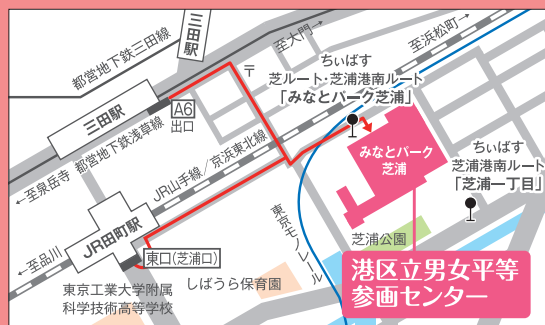 三田駅
都営地下鉄三田線
至大門→
至浜松町→
ちぃばす
芝ルート・芝浦港南ルート
「みなとパーク芝浦」
〒
三田駅
A6
出口
←至泉岳寺
都営地下鉄浅草線
JR山手線/京浜東北線
みなとパーク
芝浦
ちぃばす
芝浦港南ルート
「芝浦一丁目」
JR田町駅
←至品川
東口(芝浦口)
東京モノレール
芝浦公園
しばうら保育園
東京工業大学附属
科学技術高等学校
港区立男女平等
参画センター